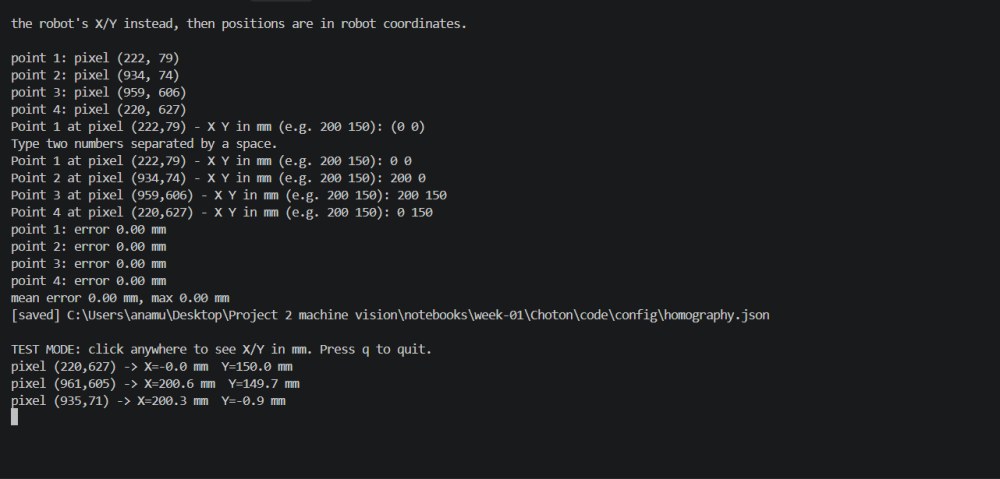 the robot's X/Y instead, then positions are in robot coordinates.
point 1: pixel (222, 79)
point 2: pixel (934, 74)
point 3: pixel (959, 606)
point 4: pixel (220, 627)
Point 1 at pixel (222,79) - X Y in mm (e.g. 200 150): (0 0)
Type two numbers separated by a space.
Point 1 at pixel (222,79) - X Y in mm (e.g. 200 150): 0 0
Point 2 at pixel (934,74) - X Y in mm (e.g. 200 150): 200 0
Point 3 at pixel (959,606) - X Y in mm (e.g. 200 150): 200 150
Point 4 at pixel (220,627) - X Y in mm (e.g. 200 150): 0 150
point 1: error 0.00 mm
point 2: error 0.00 mm
point 3: error 0.00 mm
point 4: error 0.00 mm
mean error 0.00 mm, max 0.00 mm
[saved] C:\Users\anamu\Desktop\Project 2 machine vision\notebooks\week-01\Choton\code\config\homography.json
TEST MODE: click anywhere to see X/Y in mm. Press q to quit.
pixel (220,627) -> X=-0.0 mm  Y=150.0 mm
pixel (961,605) -> X=200.6 mm  Y=149.7 mm
pixel (935,71) -> X=200.3 mm  Y=-0.9 mm